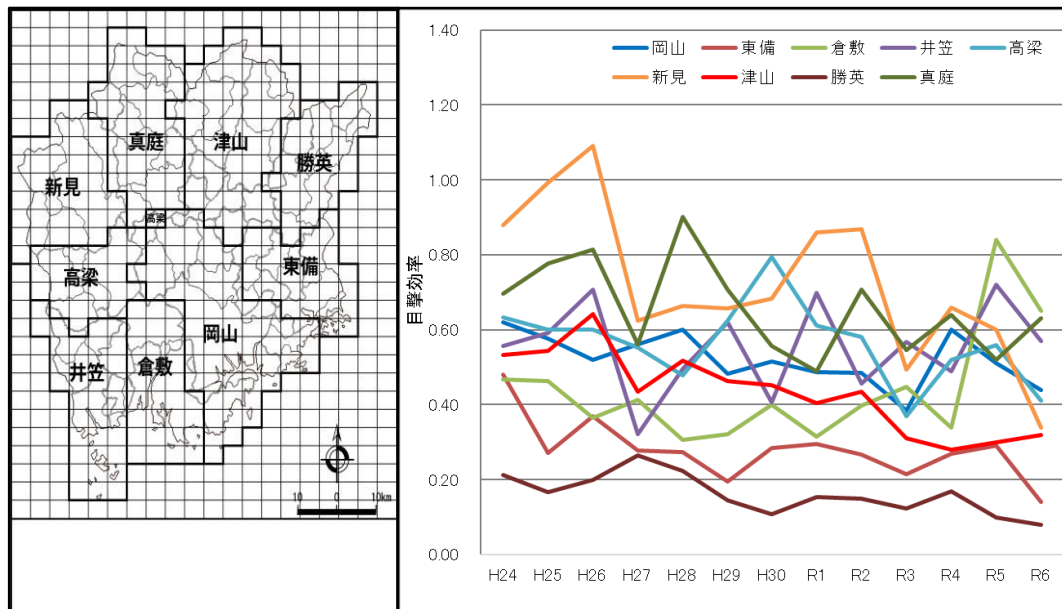 真庭
津山
勝英
新見
高梁
高梁
東備
岡山
井笠
倉敷
10 0 10km
目撃効率
1.40
1.20
1.00
0.80
0.60
0.40
0.20
0.00
岡山 東備 倉敷 井笠 高梁
新見 津山 勝英 真庭
H24 H25 H26 H27 H28 H29 H30 R1 R2 R3 R4 R5 R6